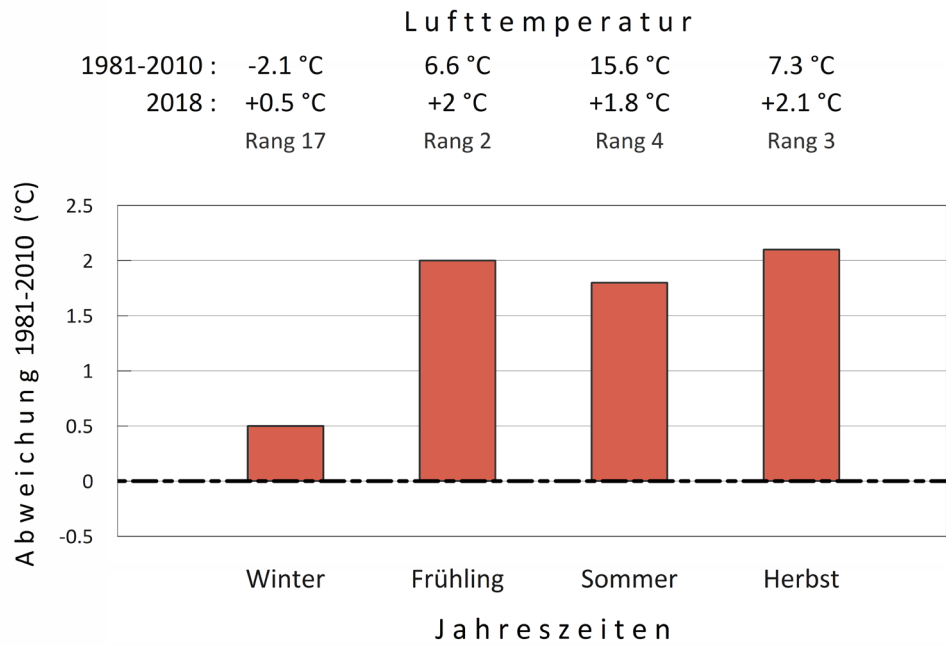 Lufttemperatur
1981-2010 : -2.1 °C 6.6 °C 15.6 °C 7.3 °C
2018 : +0.5 °C +2 °C +1.8 °C +2.1 °C
Rang 17 Rang 2 Rang 4 Rang 3
Abweichung 1981-2010 (°C)
2.5
2
1.5
1
0.5
0
-0.5
Winter Frühling Sommer Herbst
Jahreszeiten